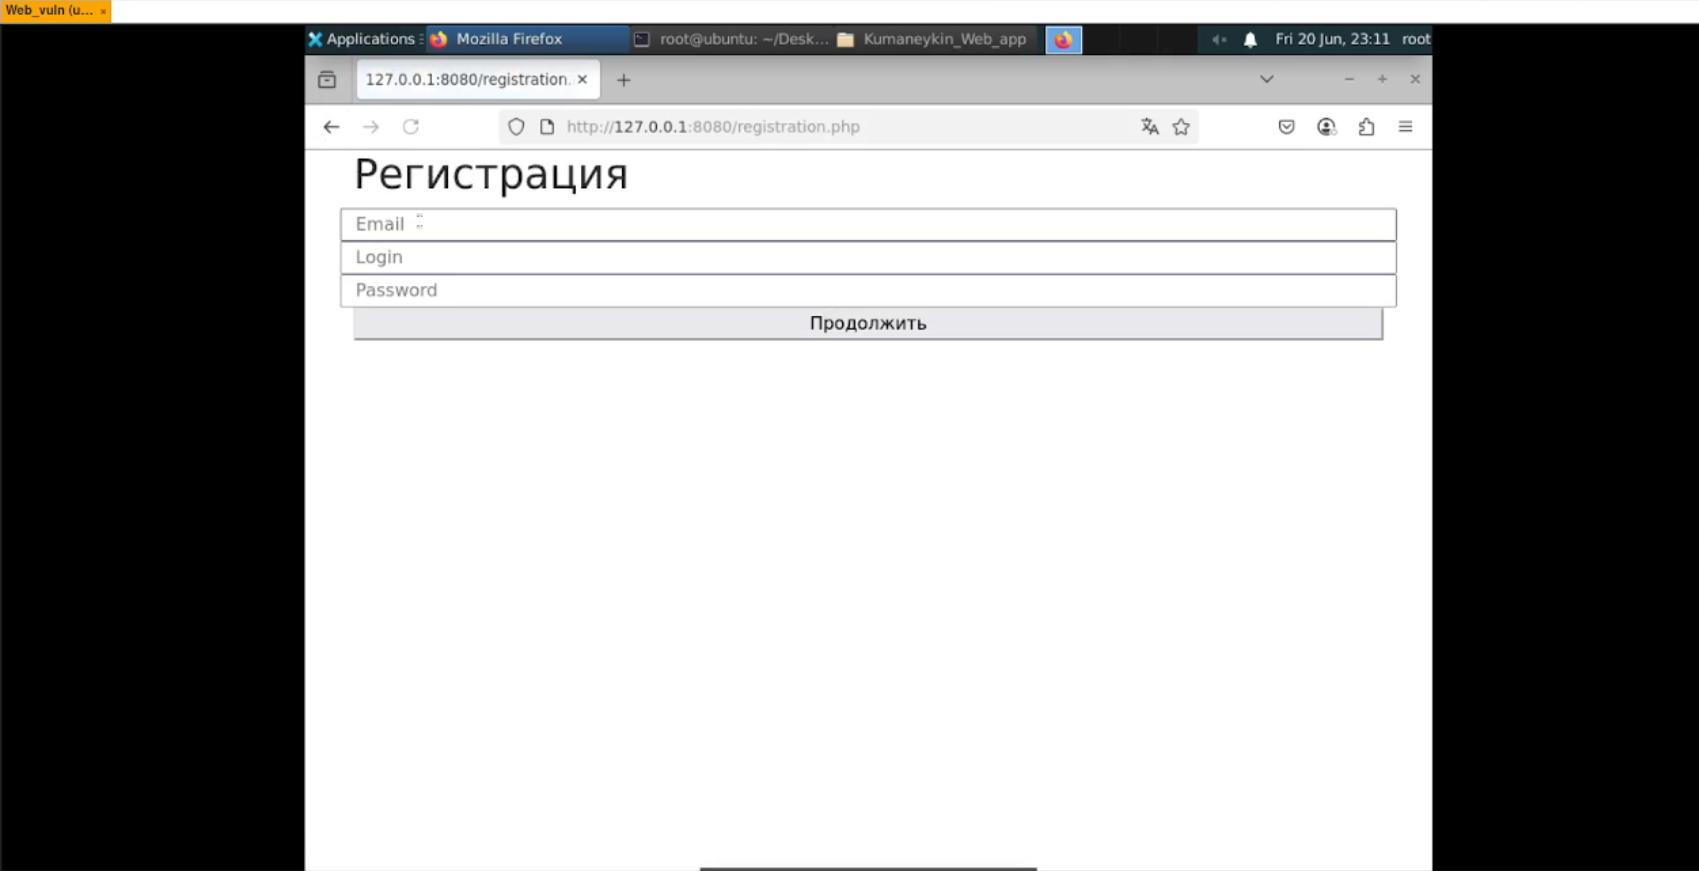 Web_vuln (u... ×
Applications Mozilla Firefox root@ubuntu: ~/Desk... Kumaneykin_Web_app Fri 20 Jun, 23:11 root
127.0.0.1:8080/registration.
http://127.0.0.1:8080/registration.php
Регистрация
Email
Login
Password
Продолжить